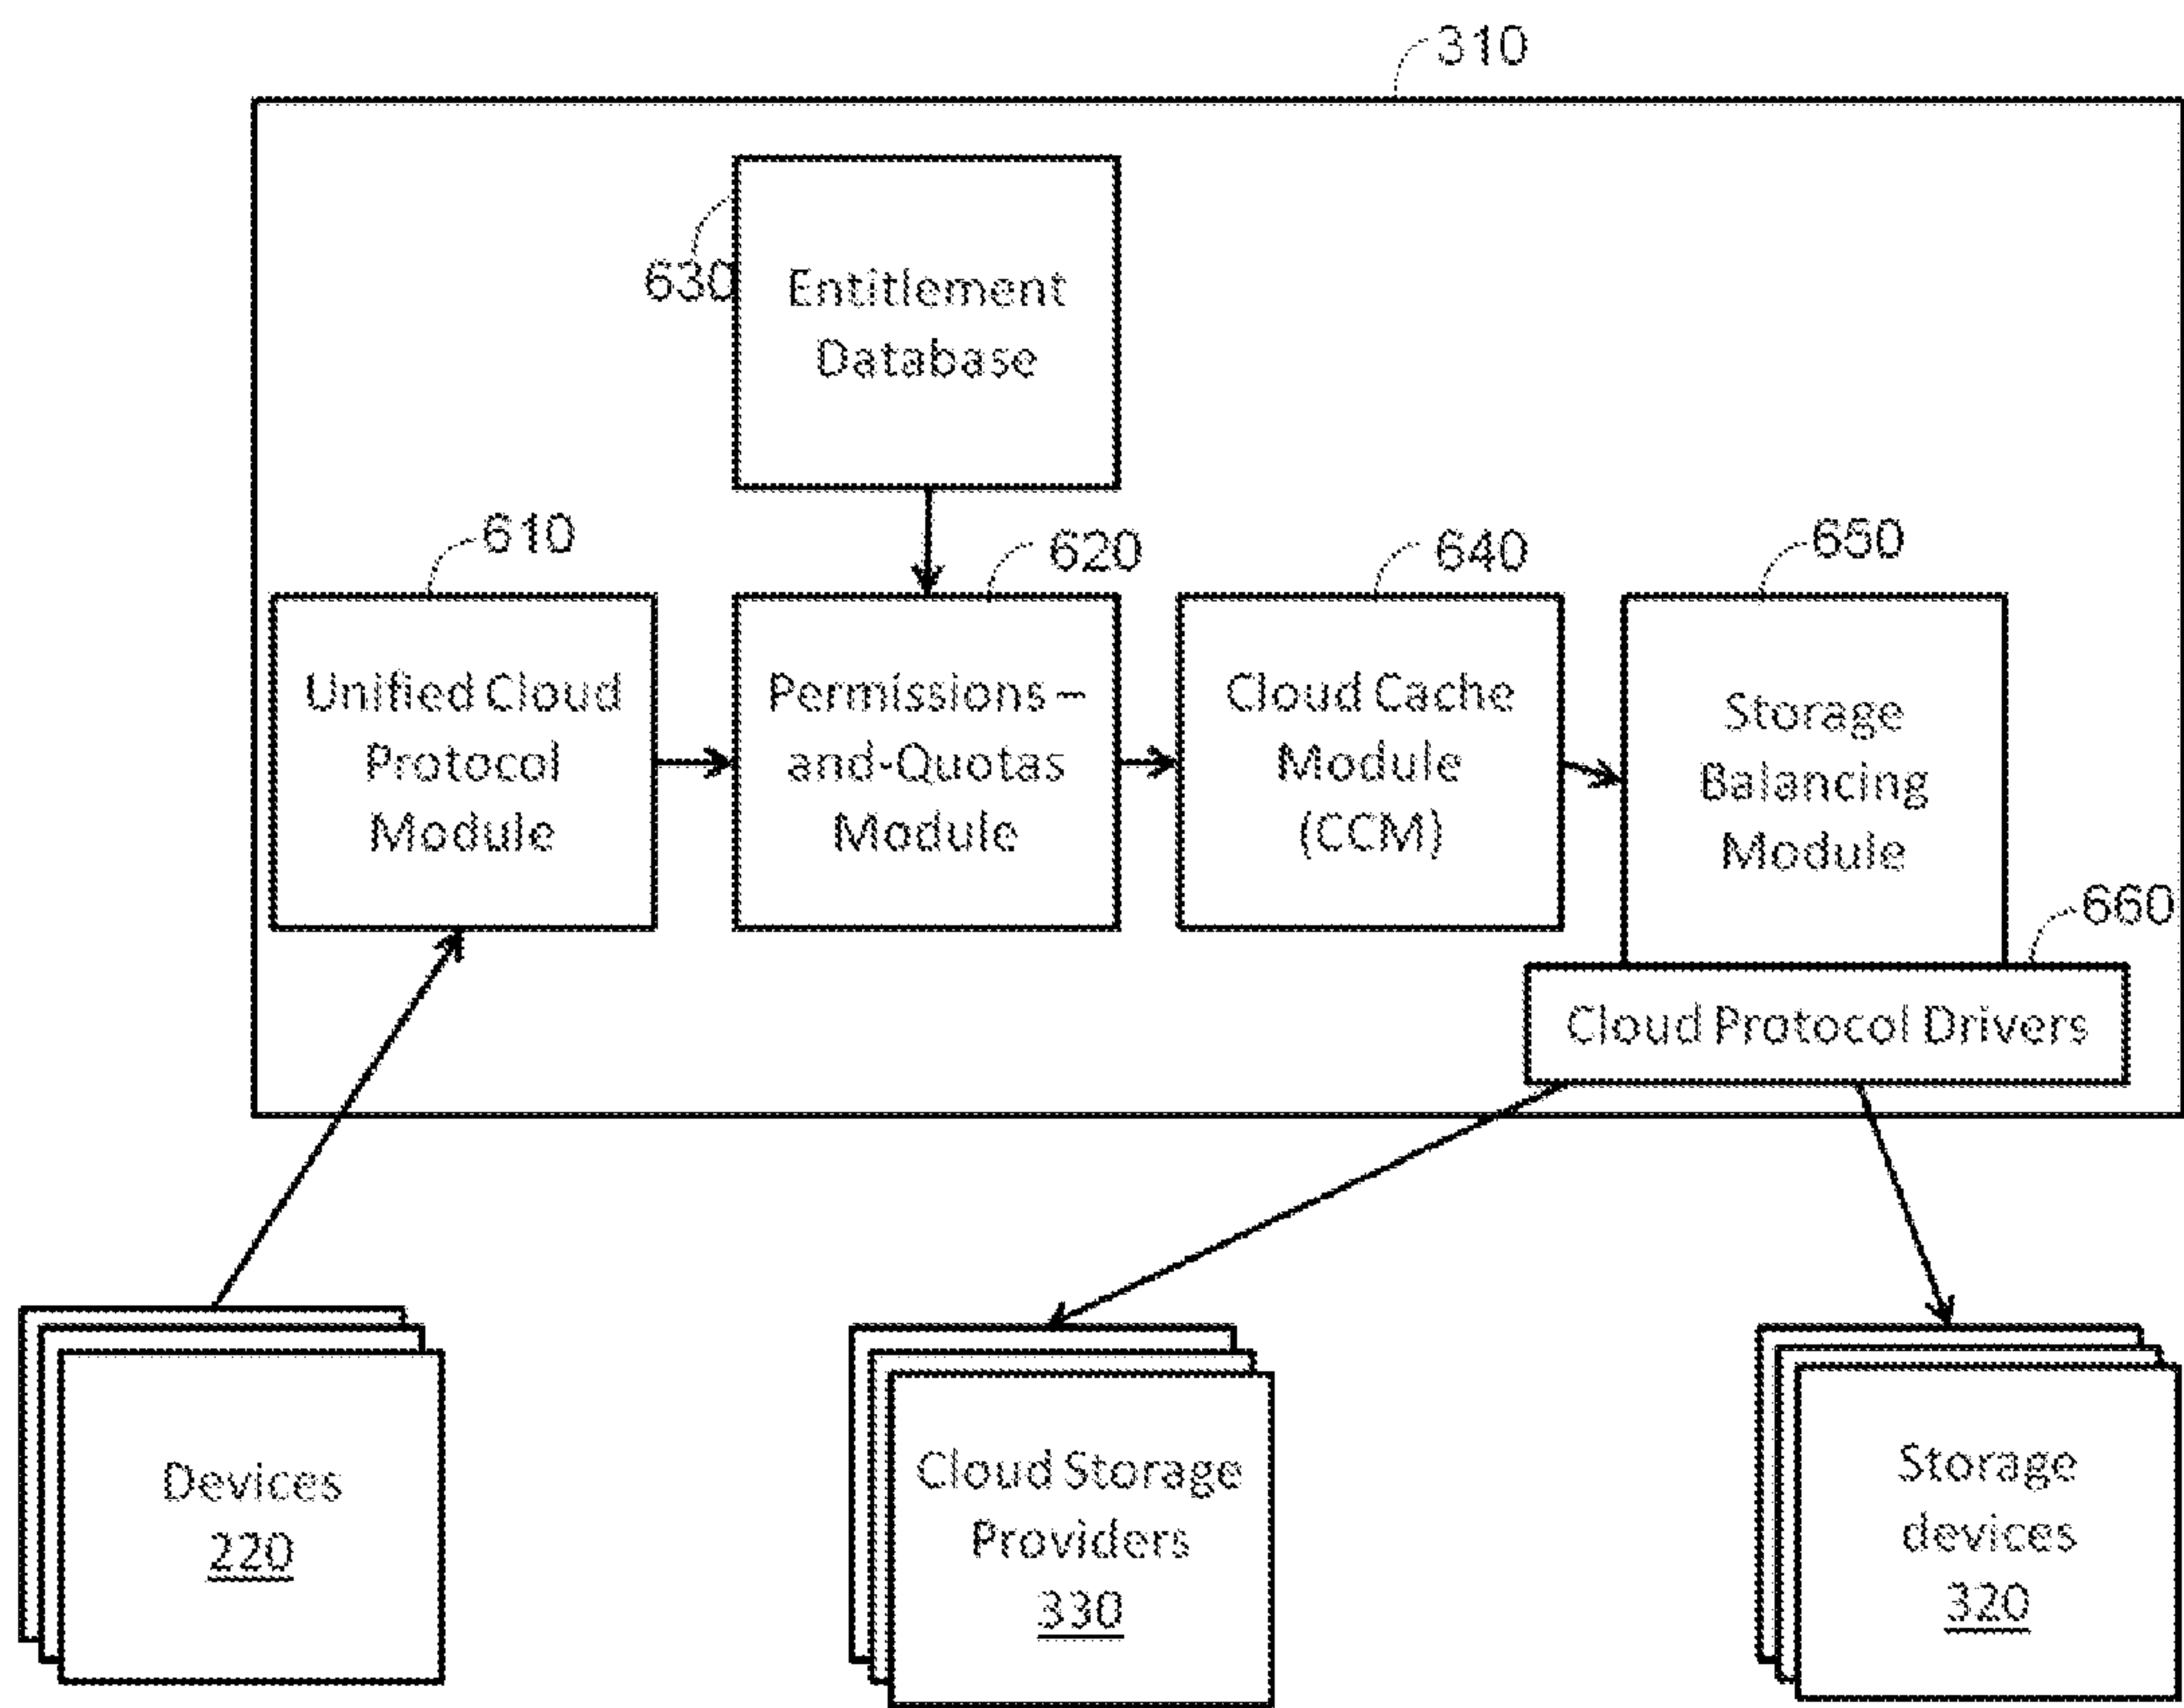 310
630
Entitlement
Database
610
620
640
650
Unified Cloud
Protocol
Module
Permissions –
and-Quotas
Module
Cloud Cache
Module
(CCM)
Storage
Balancing
Module
660
Cloud Protocol Drivers
Devices
220
Cloud Storage
Providers
330
Storage
devices
320